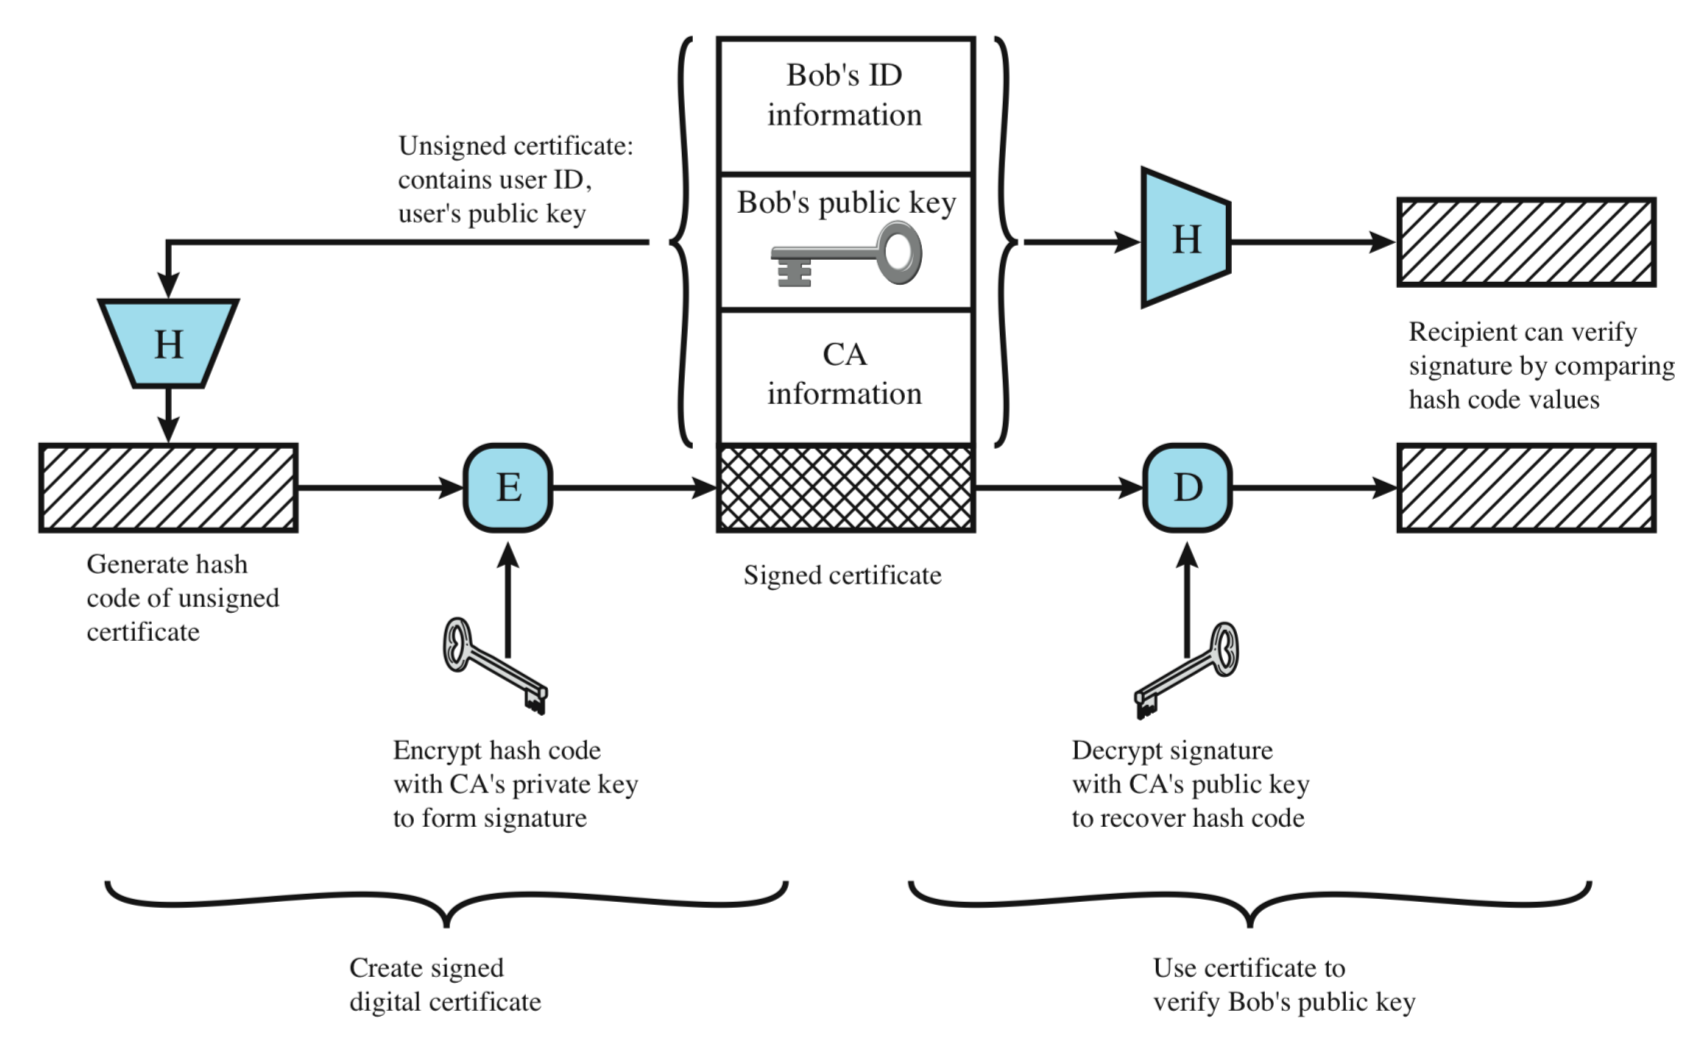 Bob's ID
information
Unsigned certificate:
contains user ID,
user's public key
Bob's public key
H
H
CA
information
Recipient can verify
signature by comparing
hash code values
E
D
Generate hash
code of unsigned
certificate
Signed certificate
Encrypt hash code
with CA's private key
to form signature
Decrypt signature
with CA's public key
to recover hash code
Create signed
digital certificate
Use certificate to
verify Bob's public key